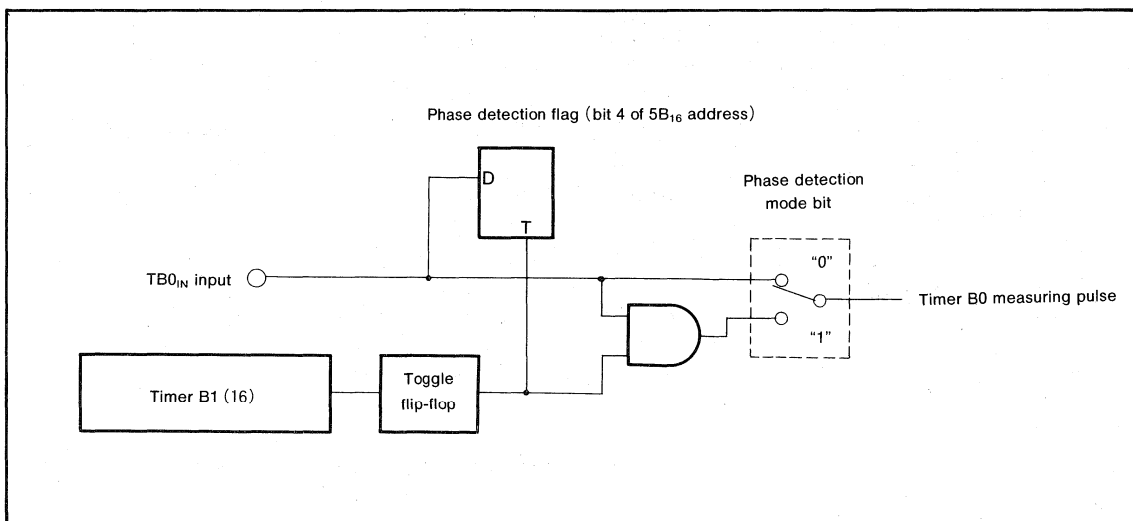 Phase detection flag (bit 4 of 5B₁₆ address)
D
T
Phase detection
mode bit
"0"
TB0IN input
Timer B0 measuring pulse
"1"
Timer B1 (16)
Toggle
flip-flop